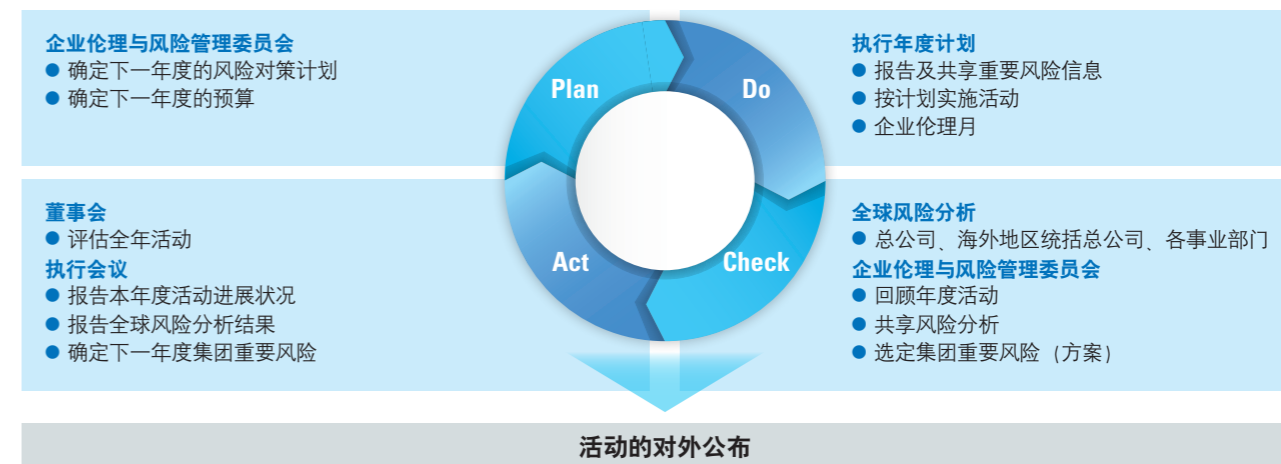 企业伦理与风险管理委员会
● 确定下一年度的风险对策计划
● 确定下一年度的预算
Plan
Do
执行年度计划
● 报告及共享重要风险信息
● 按计划实施活动
● 企业伦理月
董事会
● 评估全年活动
执行会议
● 报告本年度活动进展状况
● 报告全球风险分析结果
● 确定下一年度集团重要风险
Act
Check
全球风险分析
● 总公司、海外地区统括总公司、各事业部门
企业伦理与风险管理委员会
● 回顾年度活动
● 共享风险分析
● 选定集团重要风险（方案）
活动的对外公布